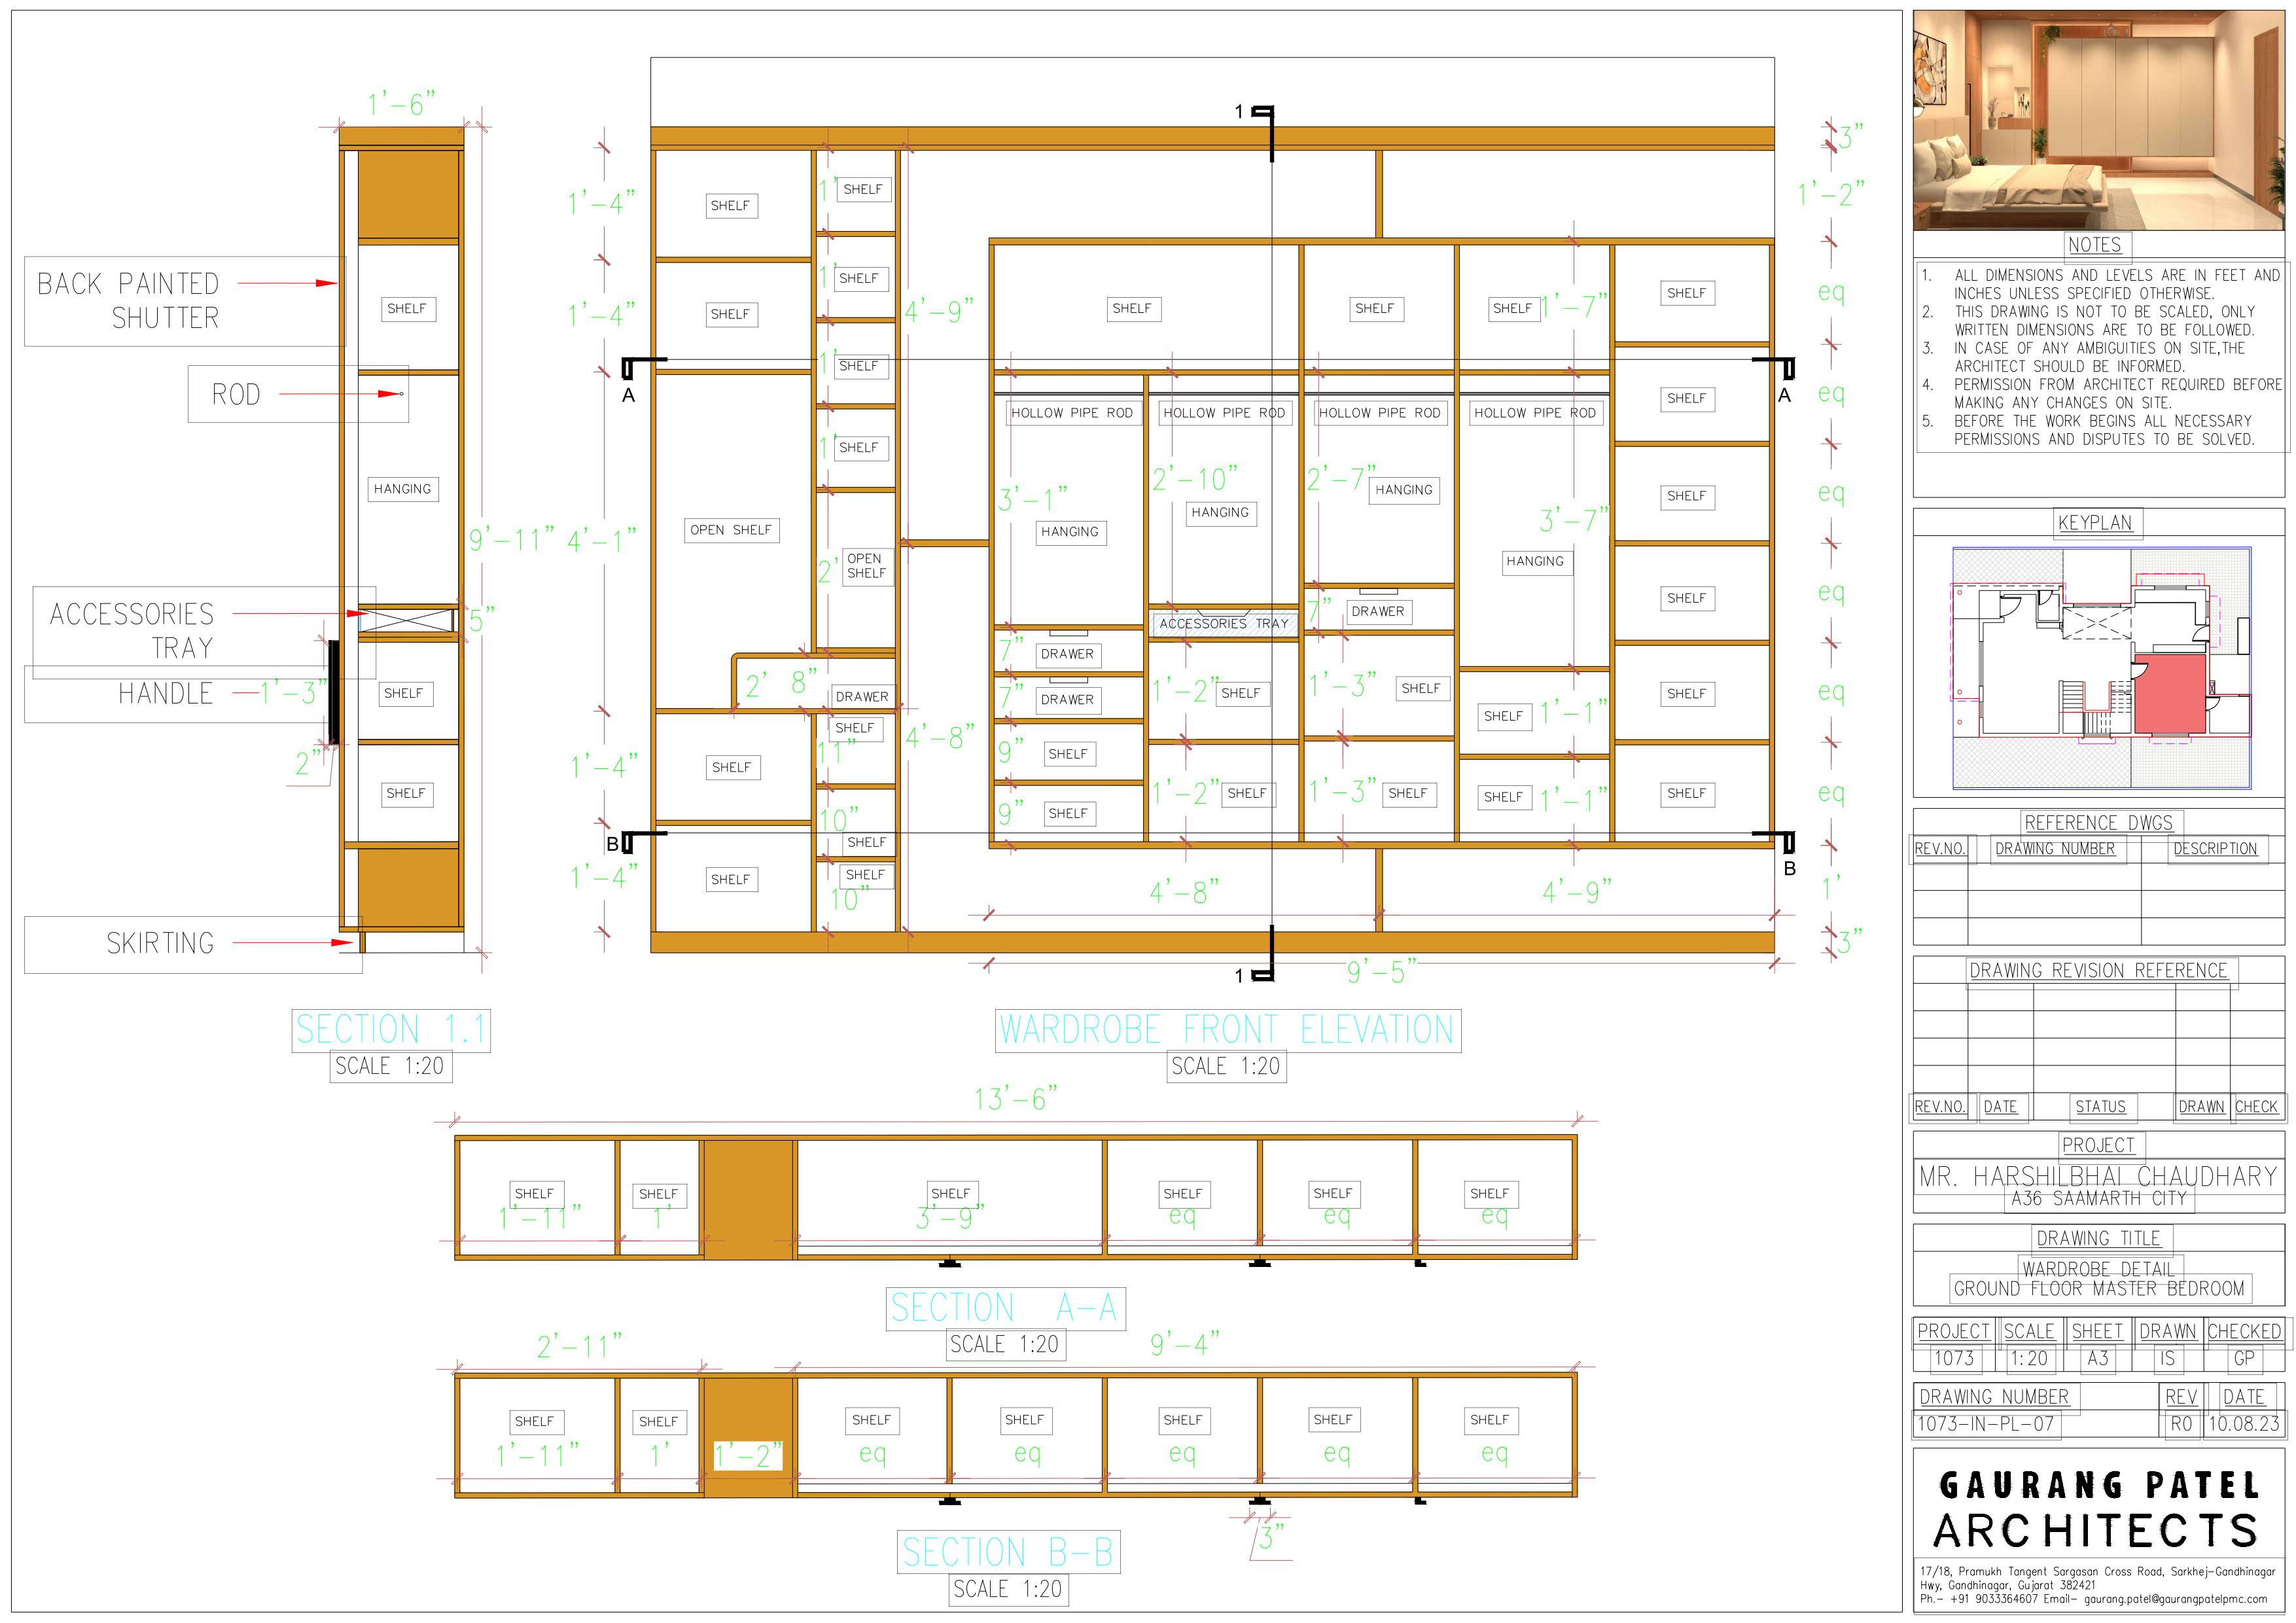 1'-6"
BACK PAINTED
SHUTTER
ROD
ACCESSORIES
TRAY
HANDLE
1'-3"
2"
SKIRTING
SHELF
HANGING
5"
SHELF
SHELF
9'-11"
SECTION 1.1
SCALE 1:20
1'-4"
1'-4"
4'-1"
1'-4"
1'-4"
A
B
1
SHELF
SHELF
OPEN SHELF
2'
8"
SHELF
SHELF
1'
SHELF
1'
SHELF
1'
SHELF
1'
SHELF
2'
OPEN
SHELF
DRAWER
SHELF
11"
10"
SHELF
SHELF
10"
4'-9"
4'-8"
SHELF
SHELF
SHELF
1'-7"
HOLLOW PIPE ROD
HOLLOW PIPE ROD
HOLLOW PIPE ROD
HOLLOW PIPE ROD
3'-1"
HANGING
2'-10"
HANGING
2'-7"
HANGING
3'-7"
HANGING
7"
DRAWER
7"
DRAWER
9"
SHELF
9"
SHELF
ACCESSORIES TRAY
1'-2"
SHELF
1'-2"
SHELF
7"
DRAWER
1'-3"
SHELF
1'-3"
SHELF
SHELF
1'-1"
SHELF
1'-1"
SHELF
SHELF
SHELF
SHELF
SHELF
SHELF
3"
1'-2"
eq
eq
eq
eq
eq
eq
1'
3"
A
B
4'-8"
4'-9"
9'-5"
1
WARDROBE FRONT ELEVATION
SCALE 1:20
13'-6"
SHELF
1'-11"
SHELF
1'
SHELF
3'-9"
SHELF
eq
SHELF
eq
SHELF
eq
SECTION A-A
SCALE 1:20
2'-11"
9'-4"
SHELF
1'-11"
SHELF
1'
1'-2"
SHELF
eq
SHELF
eq
SHELF
eq
SHELF
eq
SHELF
eq
3"
SECTION B-B
SCALE 1:20
NOTES
1. ALL DIMENSIONS AND LEVELS ARE IN FEET AND
INCHES UNLESS SPECIFIED OTHERWISE.
2. THIS DRAWING IS NOT TO BE SCALED, ONLY
WRITTEN DIMENSIONS ARE TO BE FOLLOWED.
3. IN CASE OF ANY AMBIGUITIES ON SITE,THE
ARCHITECT SHOULD BE INFORMED.
4. PERMISSION FROM ARCHITECT REQUIRED BEFORE
MAKING ANY CHANGES ON SITE.
5. BEFORE THE WORK BEGINS ALL NECESSARY
PERMISSIONS AND DISPUTES TO BE SOLVED.
KEYPLAN
REFERENCE DWGS
REV.NO. DRAWING NUMBER DESCRIPTION
DRAWING REVISION REFERENCE
REV.NO. DATE STATUS DRAWN CHECK
PROJECT
MR. HARSHILBHAI CHAUDHARY
A36 SAAMARTH CITY
DRAWING TITLE
WARDROBE DETAIL
GROUND FLOOR MASTER BEDROOM
PROJECT SCALE SHEET DRAWN CHECKED
1073 1:20 A3 IS GP
DRAWING NUMBER REV DATE
1073-IN-PL-07 R0 10.08.23
GAURANG PATEL
ARCHITECTS
17/18, Pramukh Tangent Sargasan Cross Road, Sarkhej-Gandhinagar
Hwy, Gandhinagar, Gujarat 382421
Ph.- +91 9033364607 Email- gaurang.patel@gaurangpatelpmc.com